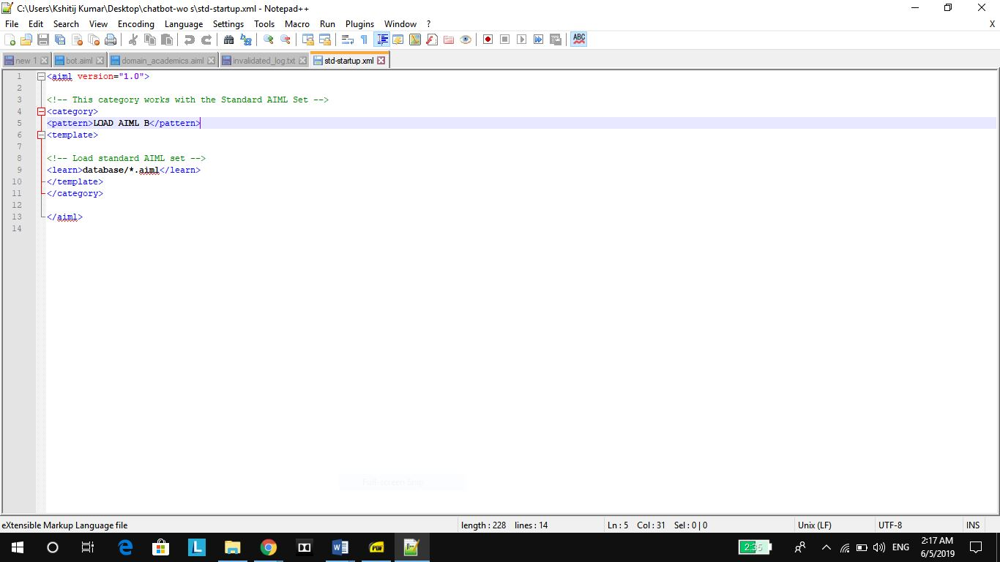 C:\Users\Kshitij Kumar\Desktop\chatbot-wo s\std-startup.xml - Notepad++
File Edit Search View Encoding Language Settings Tools Macro Run Plugins Window ? X
ABC
new 1 bot.aiml domain_academics.aiml invalidated_log.txt std-startup.xml
1 <aiml version="1.0">
2
3 <!-- This category works with the Standard AIML Set -->
4 <category>
5 <pattern>LOAD AIML B</pattern>
6 <template>
7
8 <!-- Load standard AIML set -->
9 <learn>database/*.aiml</learn>
10 </template>
11 </category>
12
13 </aiml>
14
Full-screen Snip
eXtensible Markup Language file length : 228 lines : 14 Ln : 5 Col : 31 Sel : 0 | 0 Unix (LF) UTF-8 INS
2:35 ENG 2:17 AM
6/5/2019